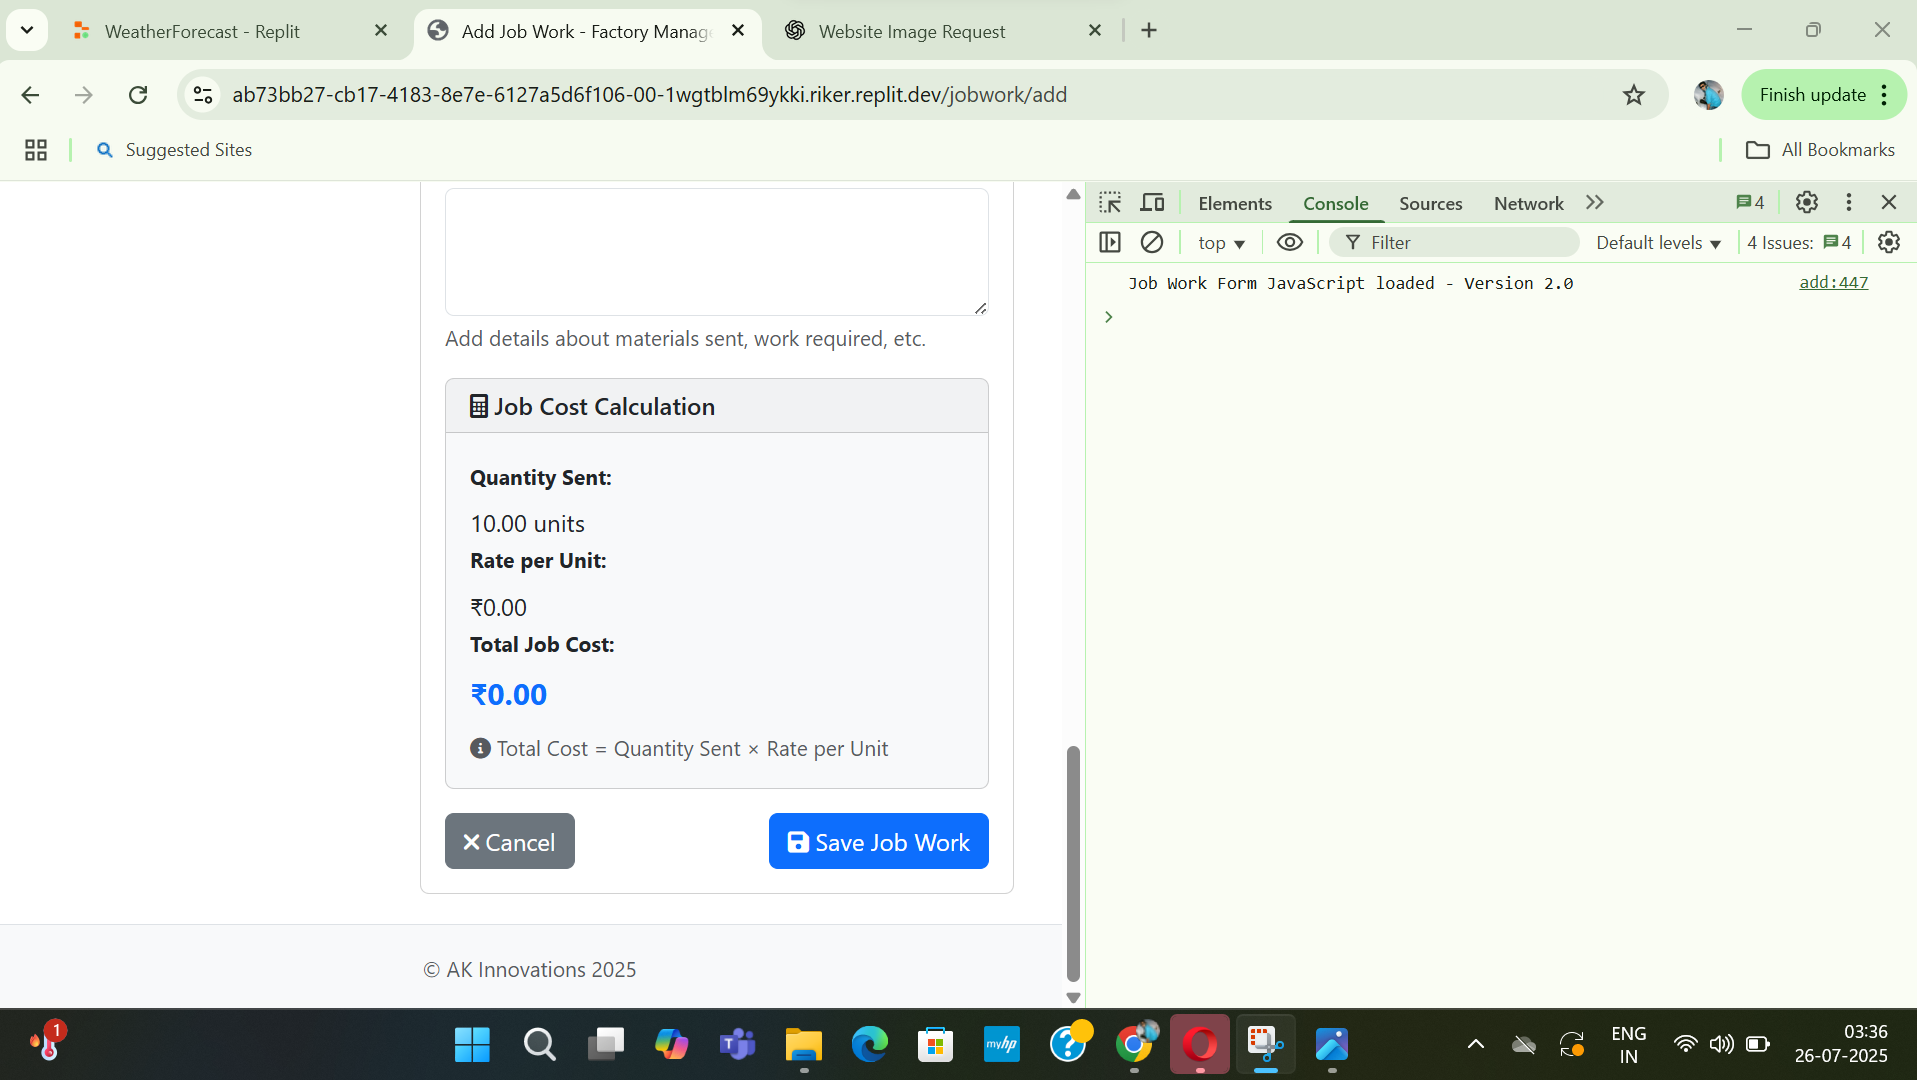 WeatherForecast - Replit
Add Job Work - Factory Manage
Website Image Request
ab73bb27-cb17-4183-8e7e-6127a5d6f106-00-1wgtblm69ykki.riker.replit.dev/jobwork/add
Finish update
Suggested Sites
All Bookmarks
Elements
Console
Sources
Network
4
top
Filter
Default levels
4 Issues:
4
Job Work Form JavaScript loaded - Version 2.0
add:447
Add details about materials sent, work required, etc.
Job Cost Calculation
Quantity Sent:
10.00 units
Rate per Unit:
₹0.00
Total Job Cost:
₹0.00
Total Cost = Quantity Sent × Rate per Unit
Cancel
Save Job Work
© AK Innovations 2025
1
myhp
ENG
IN
03:36
26-07-2025